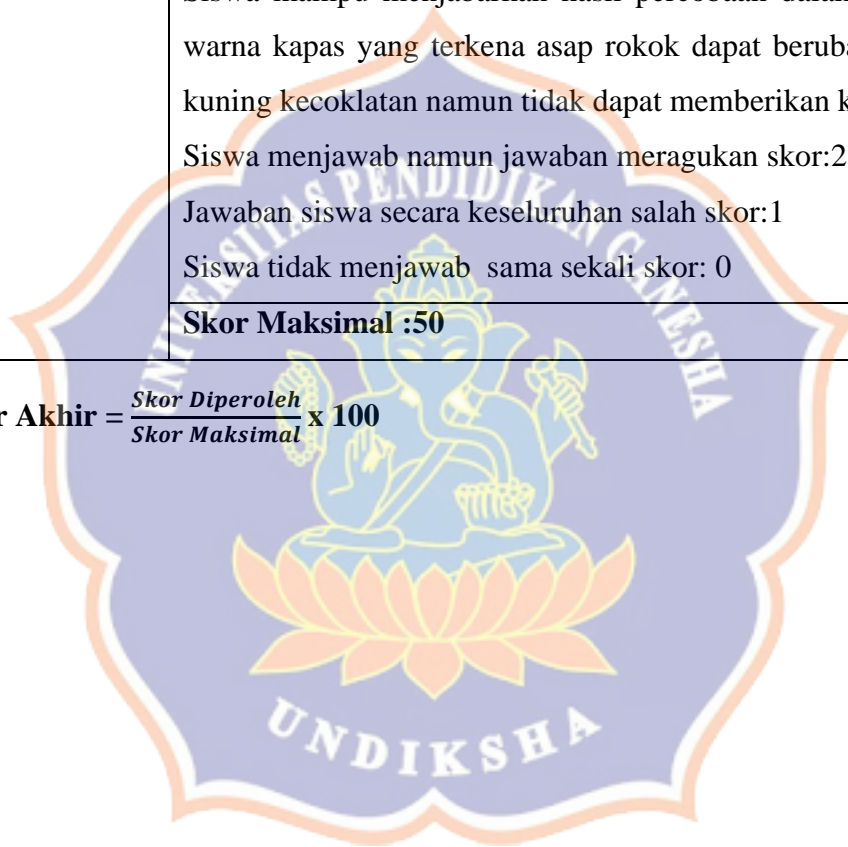 warna kapas yang terkena asap rokok dapat
kuning kecoklatan namun tidak dapat memberikan
Siswa menjawab namun jawaban meragukan skor:2
Jawaban siswa secara keseluruhan salah skor:1
Siswa tidak menjawab sama sekali skor: 0
Skor Maksimal :50
r Akhir = Skor Diperoleh / Skor Maksimal x 100
UNIVERSITAS PENDIDIKAN GANESHA
UNDIKSHA